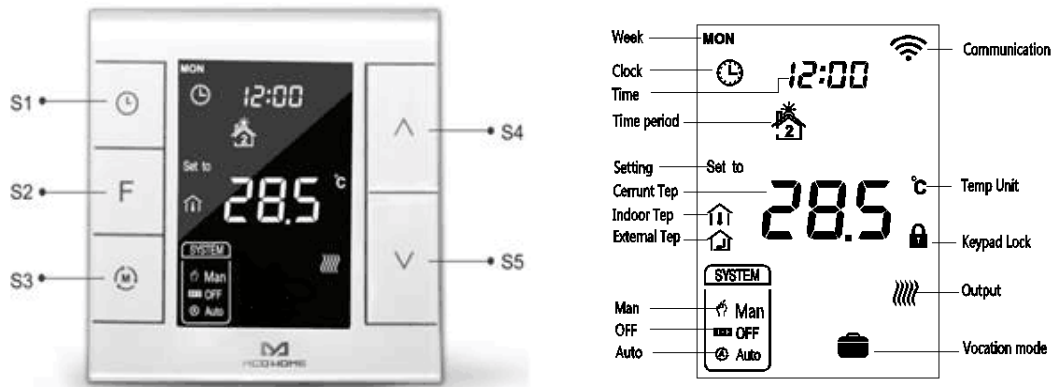 S1
S2
S3
MON
12:00
2
Set to
28.5 °C
SYSTEM
Man
OFF
Auto
F
M
S4
S5
MCOHOME
Week
Clock
Time
Time period
Setting
Cerrunt Tep
Indoor Tep
External Tep
Man
OFF
Auto
MON
12:00
2
Set to
28.5 °C
SYSTEM
Man
OFF
Auto
Communication
Temp Unit
Keypad Lock
Output
Vocation mode